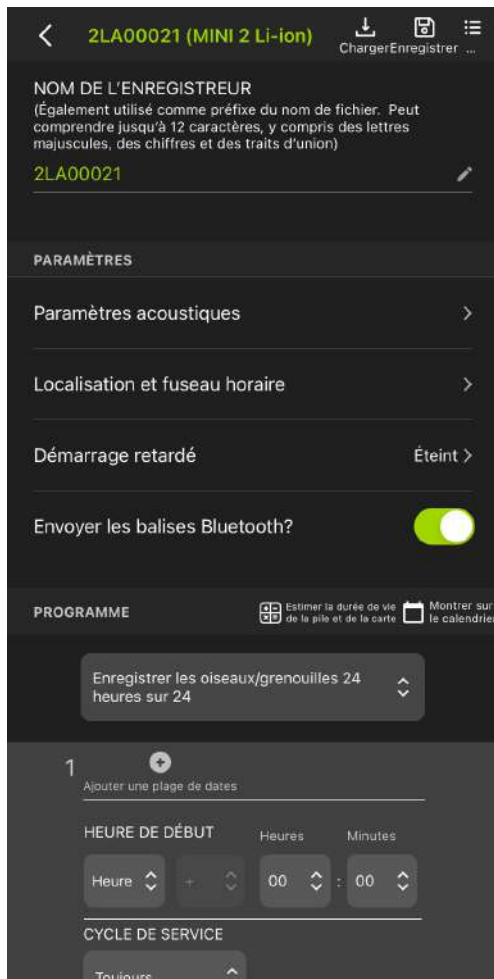 2LA00021 (MINI 2 Li-ion)
Charger
Enregistrer
...
NOM DE L'ENREGISTREUR
(Également utilisé comme préfixe du nom de fichier. Peut
comprendre jusqu'à 12 caractères, y compris des lettres
majuscules, des chiffres et des traits d'union)
2LA00021
PARAMÈTRES
Paramètres acoustiques
Localisation et fuseau horaire
Démarrage retardé
Éteint
Envoyer les balises Bluetooth?
PROGRAMME
Estimer la durée de vie
de la pile et de la carte
Montrer sur
le calendrier
Enregistrer les oiseaux/grenouilles 24
heures sur 24
1
Ajouter une plage de dates
HEURE DE DÉBUT
Heures
Minutes
Heure
+
00
:
00
CYCLE DE SERVICE
Toujours